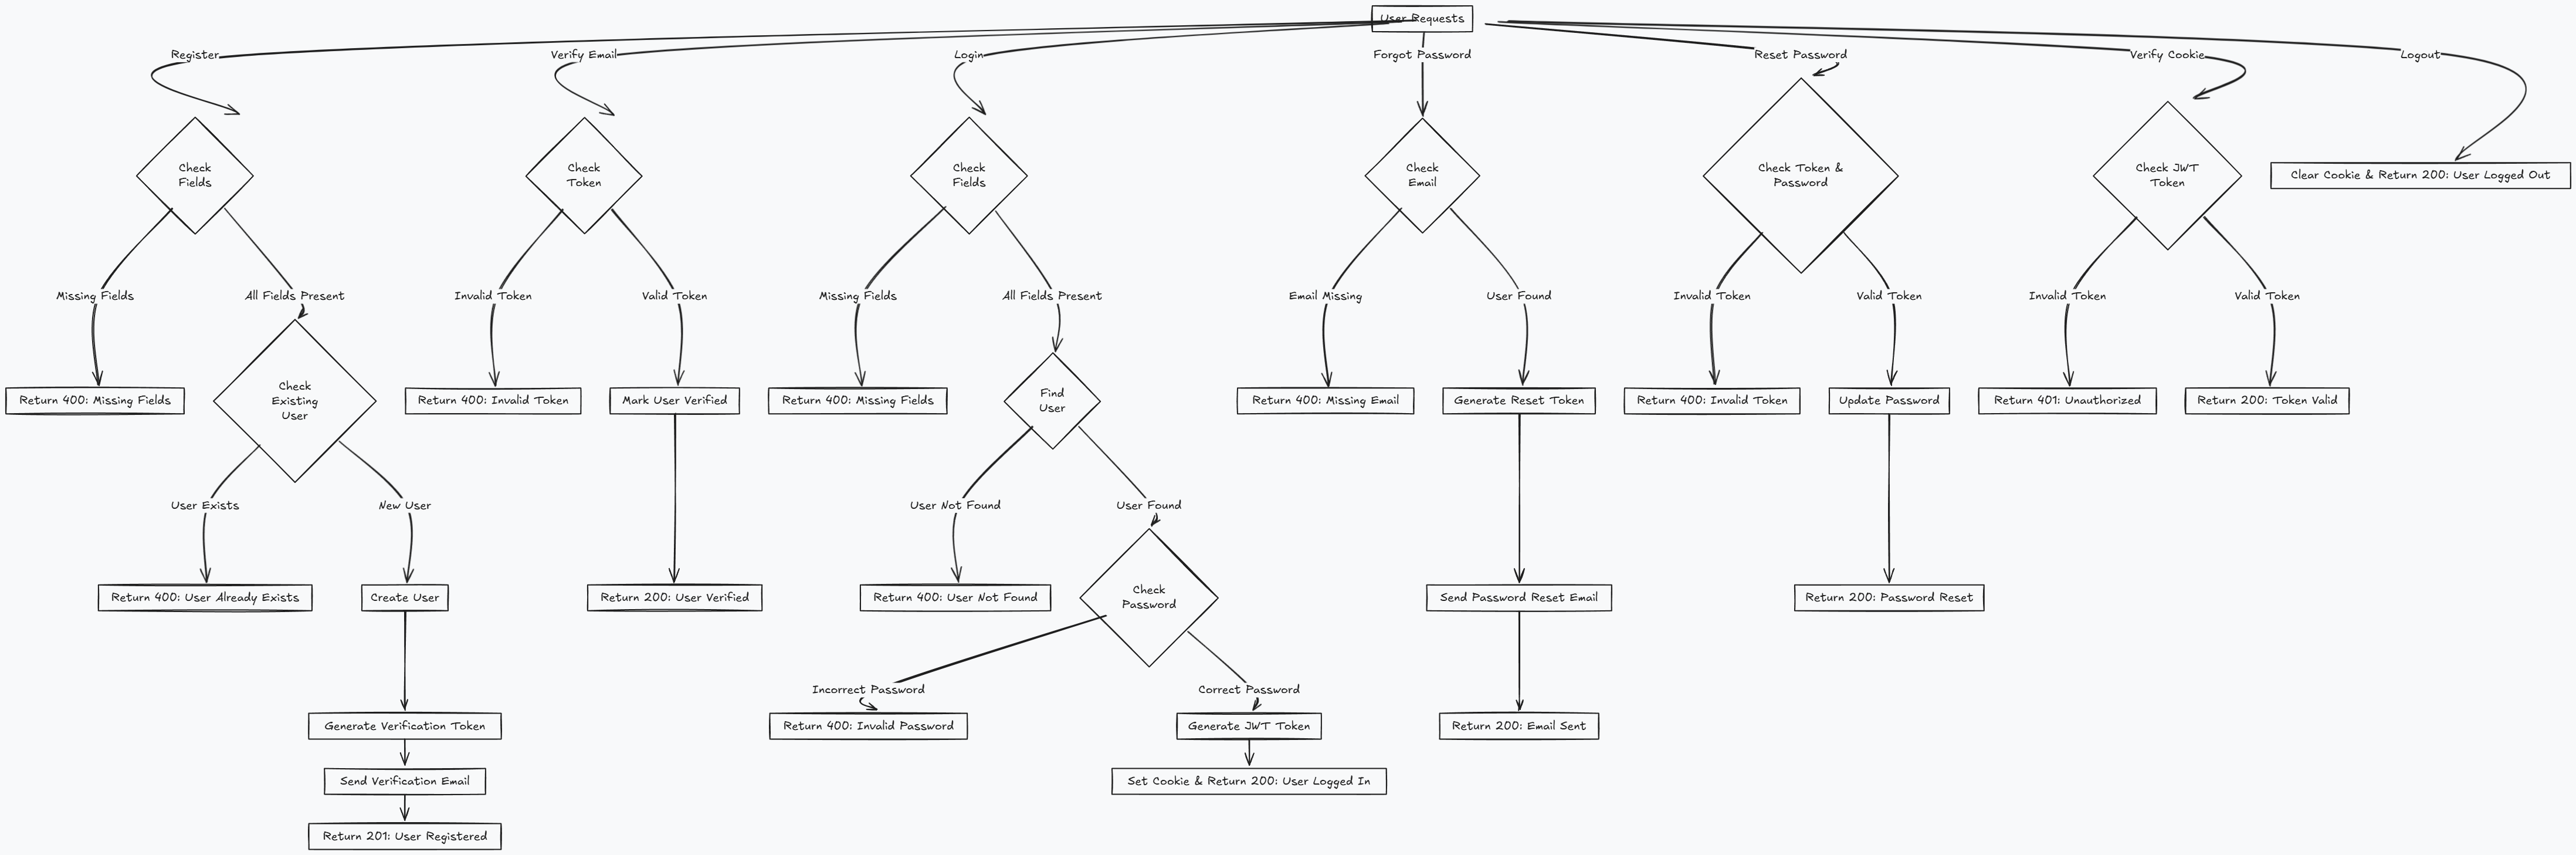 User Requests
Register
Verify Email
Login
Forgot Password
Reset Password
Verify Cookie
Logout
Check
Fields
Check
Token
Check
Fields
Check
Email
Check Token &
Password
Check JWT
Token
Clear Cookie & Return 200: User Logged Out
Missing Fields
All Fields Present
Invalid Token
Valid Token
Missing Fields
All Fields Present
Email Missing
User Found
Invalid Token
Valid Token
Invalid Token
Valid Token
Return 400: Missing Fields
Check
Existing
User
Return 400: Invalid Token
Mark User Verified
Return 400: Missing Fields
Find
User
Return 400: Missing Email
Generate Reset Token
Return 400: Invalid Token
Update Password
Return 401: Unauthorized
Return 200: Token Valid
User Exists
New User
User Not Found
User Found
Return 400: User Already Exists
Create User
Return 200: User Verified
Return 400: User Not Found
Check
Password
Send Password Reset Email
Return 200: Password Reset
Incorrect Password
Correct Password
Generate Verification Token
Return 400: Invalid Password
Generate JWT Token
Return 200: Email Sent
Send Verification Email
Set Cookie & Return 200: User Logged In
Return 201: User Registered